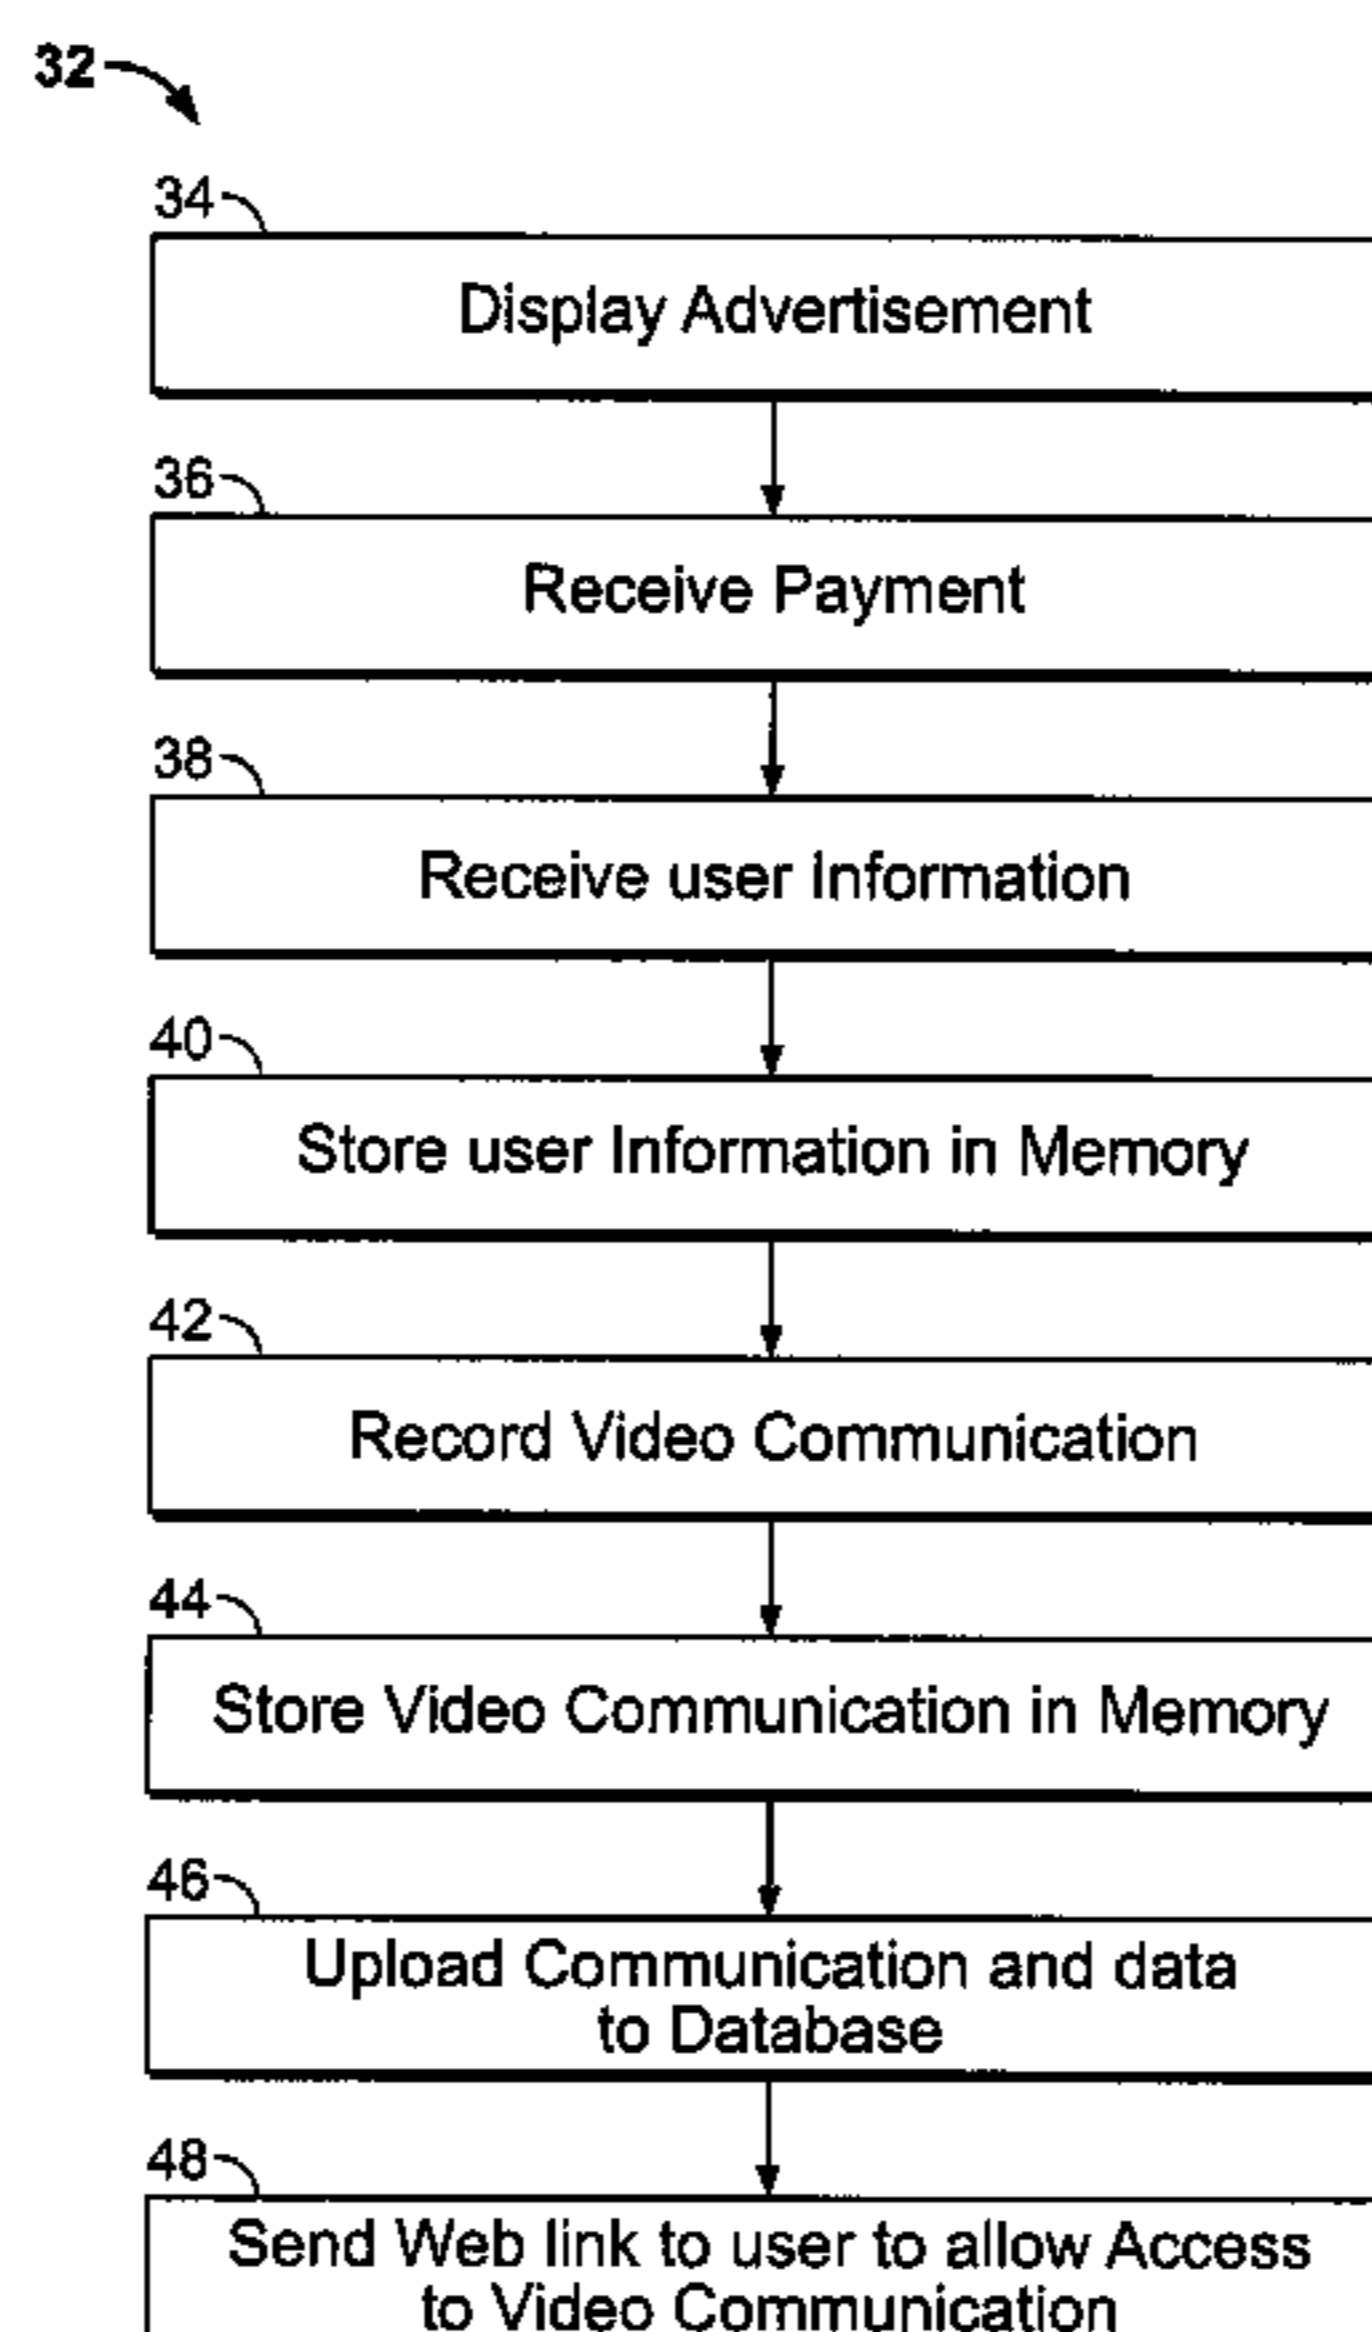 32
34
Display Advertisement
36
Receive Payment
38
Receive user Information
40
Store user Information in Memory
42
Record Video Communication
44
Store Video Communication in Memory
46
Upload Communication and data
to Database
48
Send Web link to user to allow Access
to Video Communication